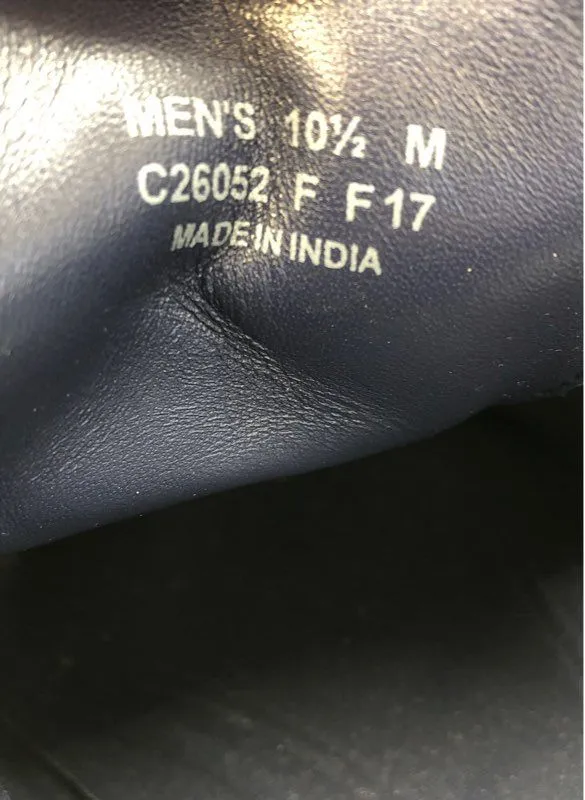 MEN'S 10½ M
C26052 F F17
MADE IN INDIA